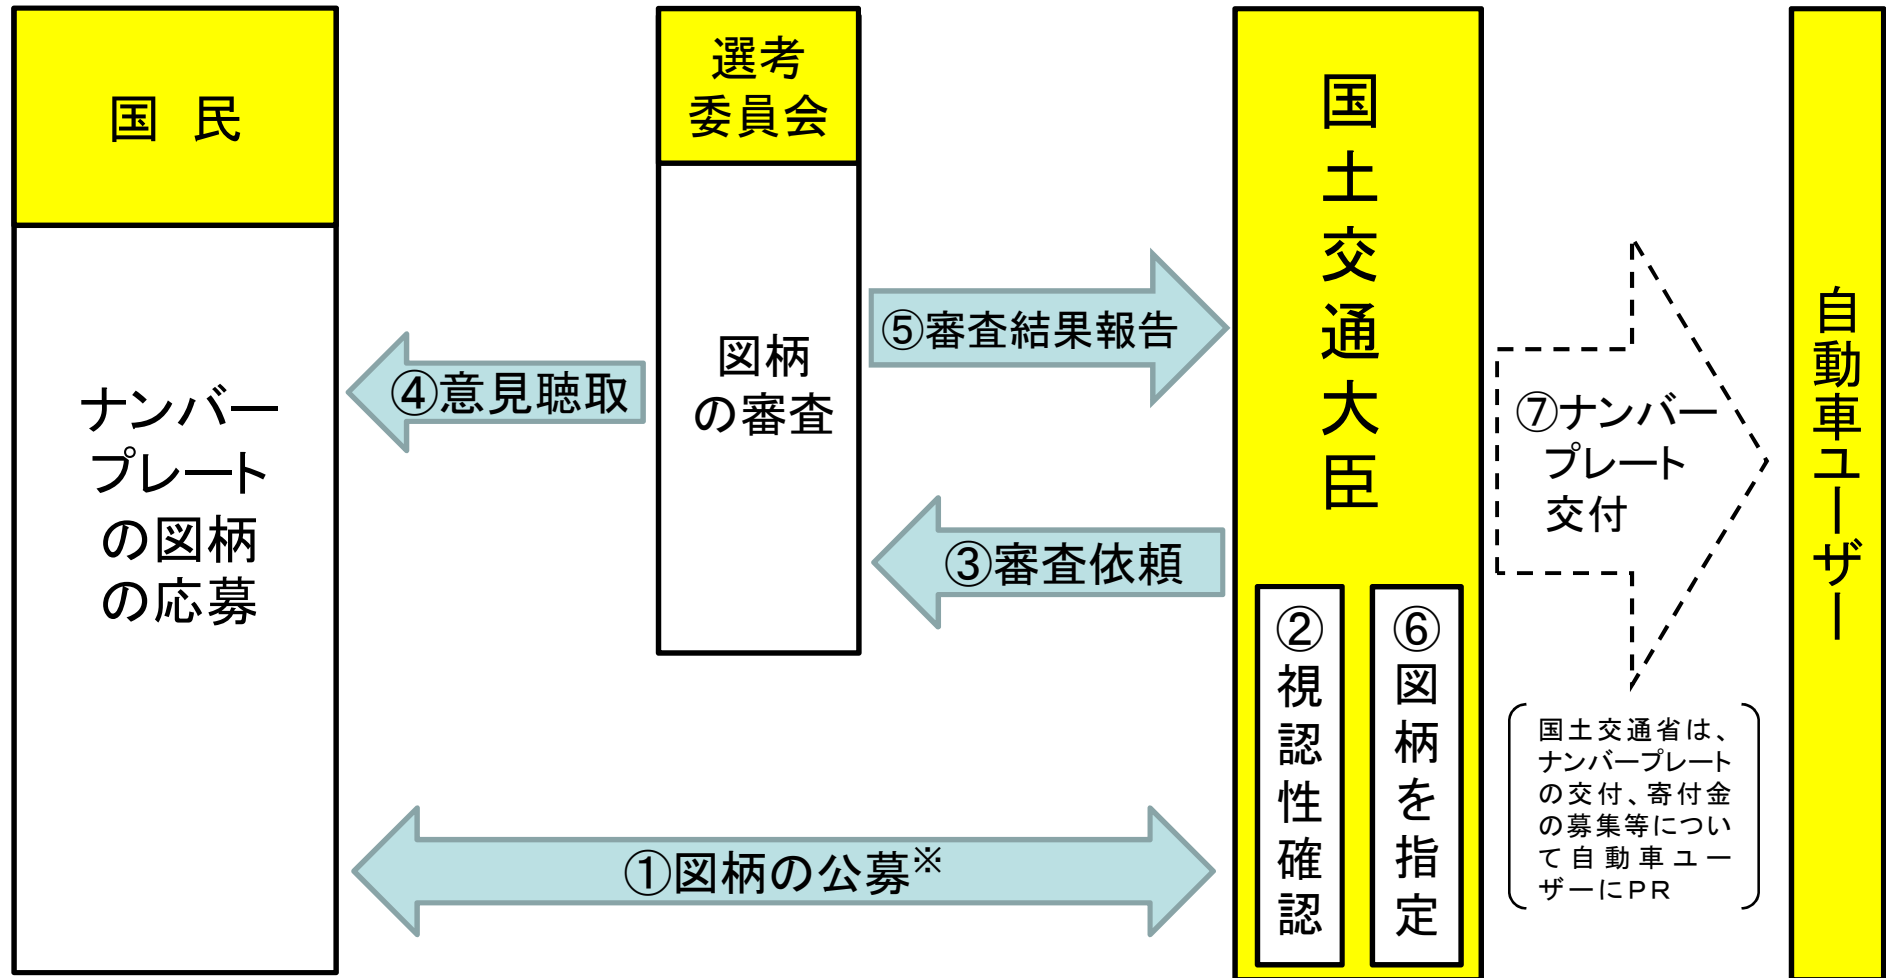 国 民
ナンバー
プレート
の図柄
の応募
選考
委員会
図柄
の審査
④意見聴取
⑤審査結果報告
③審査依頼
①図柄の公募※
国土交通大臣
②視認性確認
⑥図柄を指定
⑦ナンバー
プレート
交付
国土交通省は、
ナンバープレート
の交付、寄付金
の募集等につい
て自動車ユー
ザーにPR
自動車ユーザー